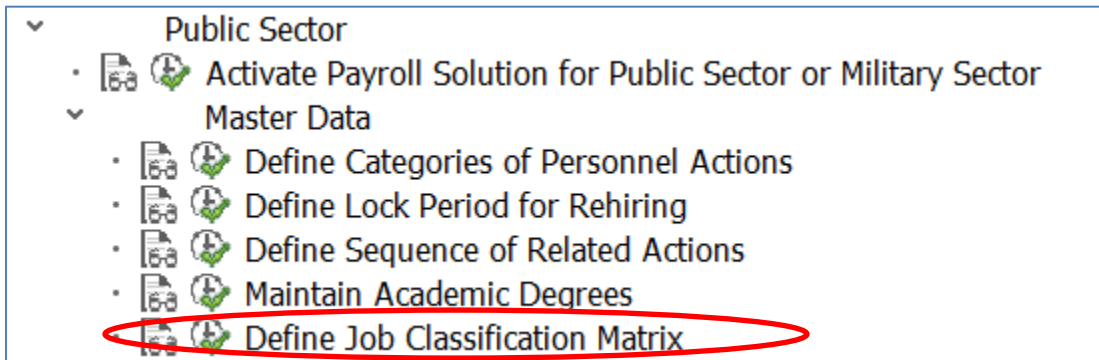 Public Sector
Activate Payroll Solution for Public Sector or Military Sector
Master Data
Define Categories of Personnel Actions
Define Lock Period for Rehiring
Define Sequence of Related Actions
Maintain Academic Degrees
Define Job Classification Matrix